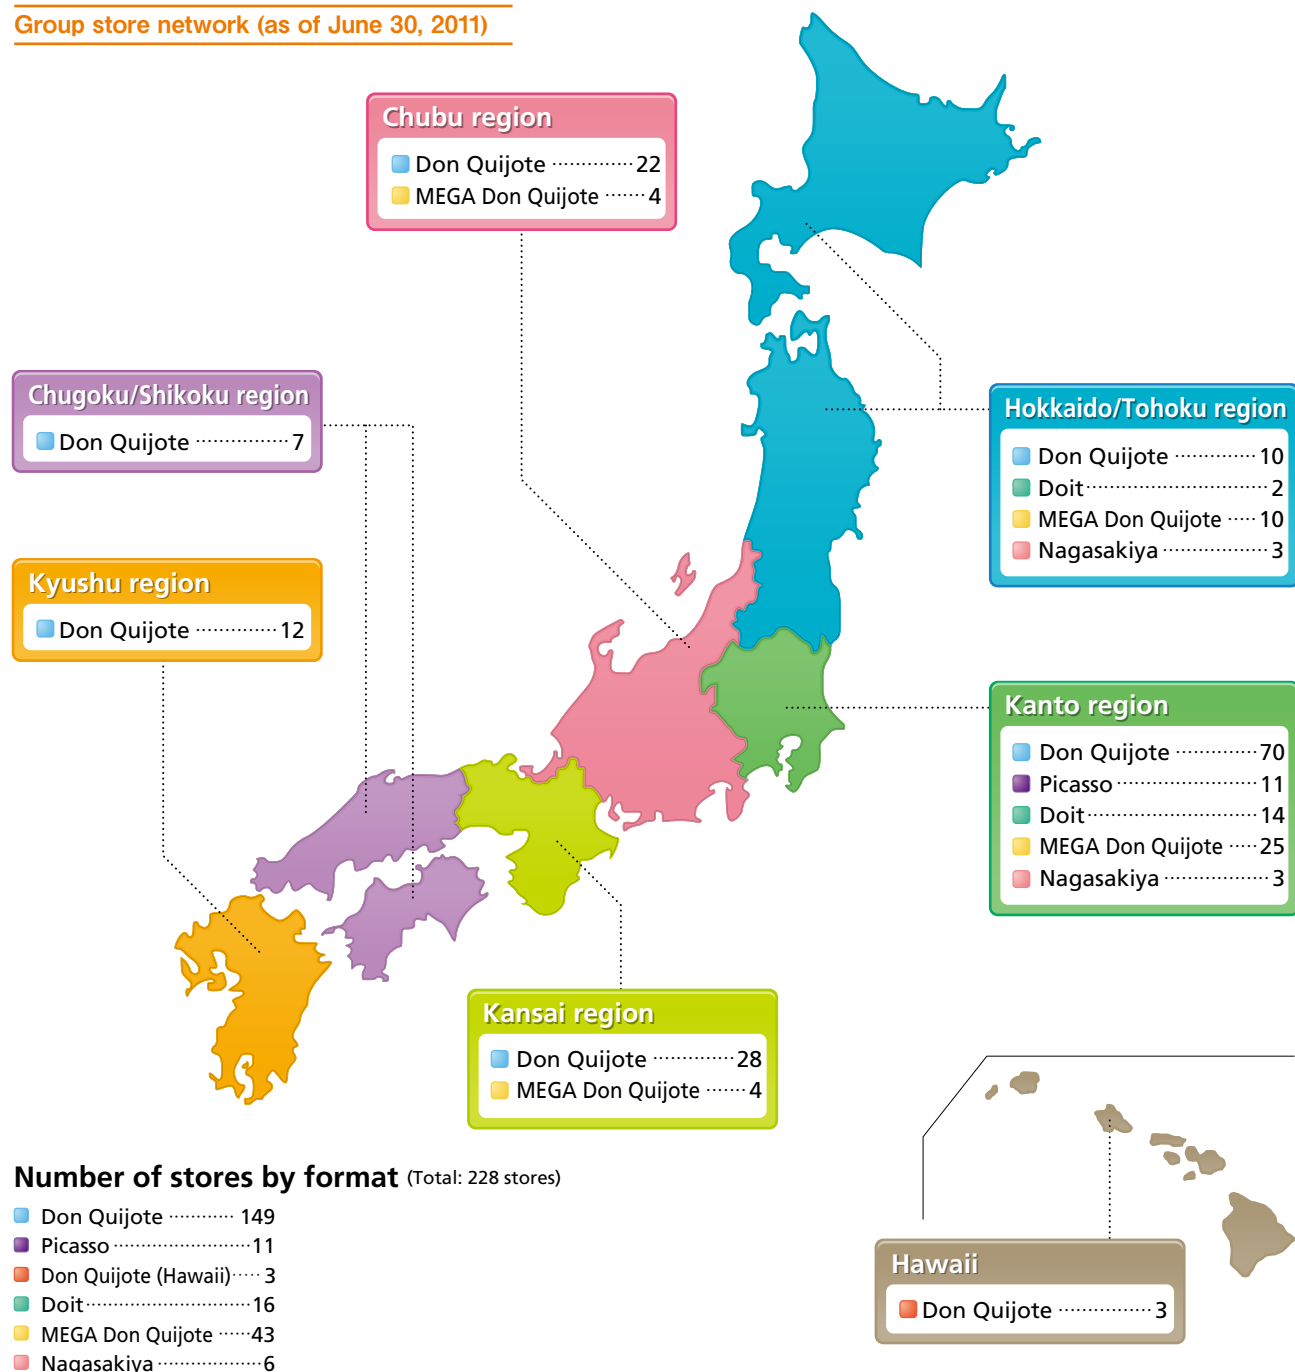 Group store network (as of June 30, 2011)
Chubu region
Don Quijote ·············· 22
MEGA Don Quijote ······· 4
Chugoku/Shikoku region
Don Quijote ················ 7
Hokkaido/Tohoku region
Don Quijote ·············· 10
Doit ······························ 2
MEGA Don Quijote ····· 10
Nagasakiya ·················· 3
Kyushu region
Don Quijote ·············· 12
Kanto region
Don Quijote ·············· 70
Picasso ························ 11
Doit ····························· 14
MEGA Don Quijote ····· 25
Nagasakiya ·················· 3
Kansai region
Don Quijote ·············· 28
MEGA Don Quijote ······· 4
Number of stores by format (Total: 228 stores)
Don Quijote ············ 149
Picasso ························ 11
Don Quijote (Hawaii) ····· 3
Doit ····························· 16
MEGA Don Quijote ······ 43
Nagasakiya ··················· 6
Hawaii
Don Quijote ················ 3